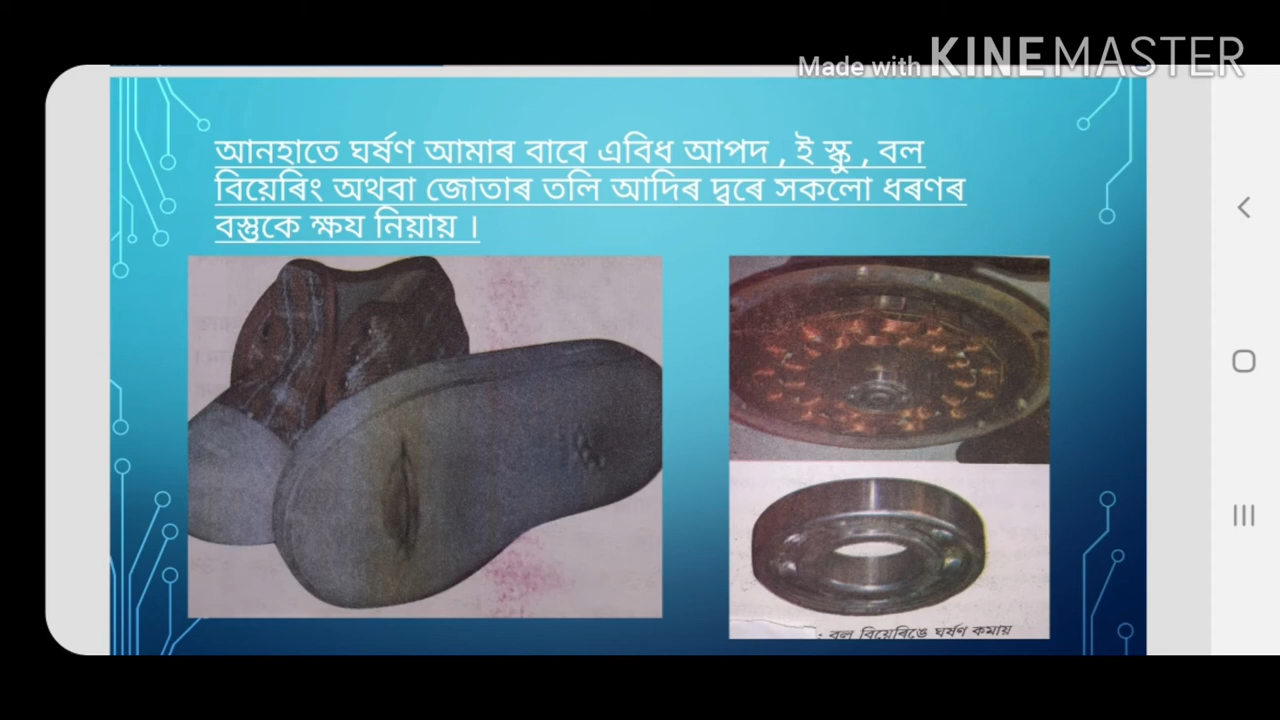 Made with KINEMASTER
আনহাতে ঘৰ্ষণ আমাৰ বাবে এবিধ আপদ , ই স্ক্ৰু , বল
বিয়েৰিং অথবা জোতাৰ তলি আদিৰ দ্বৰে সকলো ধৰণৰ
বস্তুকে ক্ষয নিয়ায় ।
: বল বিয়েৰিঙে ঘৰ্ষণ কমায়